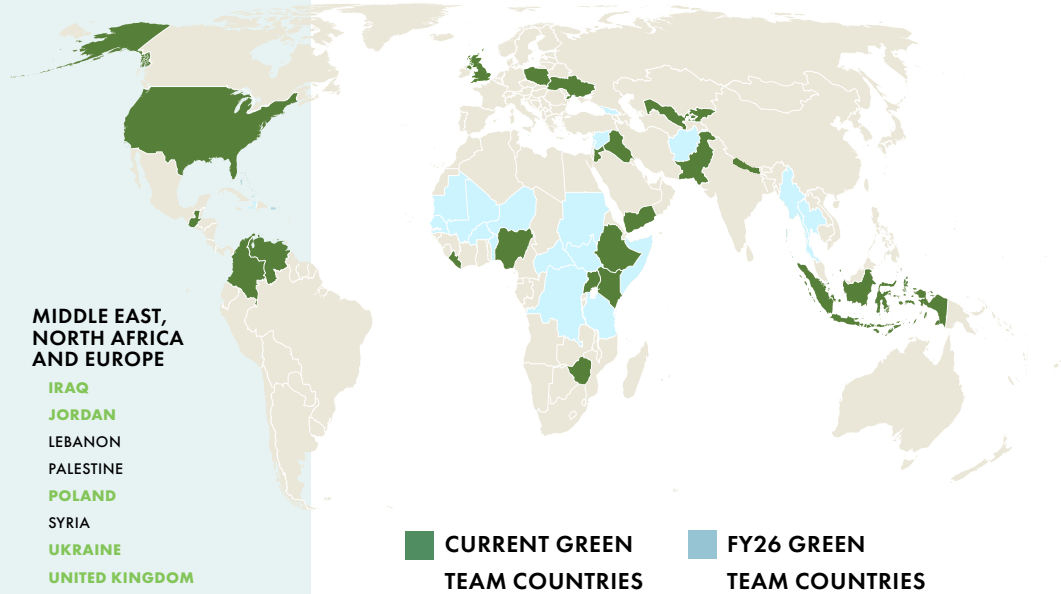 MIDDLE EAST,
NORTH AFRICA
AND EUROPE
IRAQ
JORDAN
LEBANON
PALESTINE
POLAND
SYRIA
UKRAINE
UNITED KINGDOM
CURRENT GREEN
TEAM COUNTRIES
FY26 GREEN
TEAM COUNTRIES